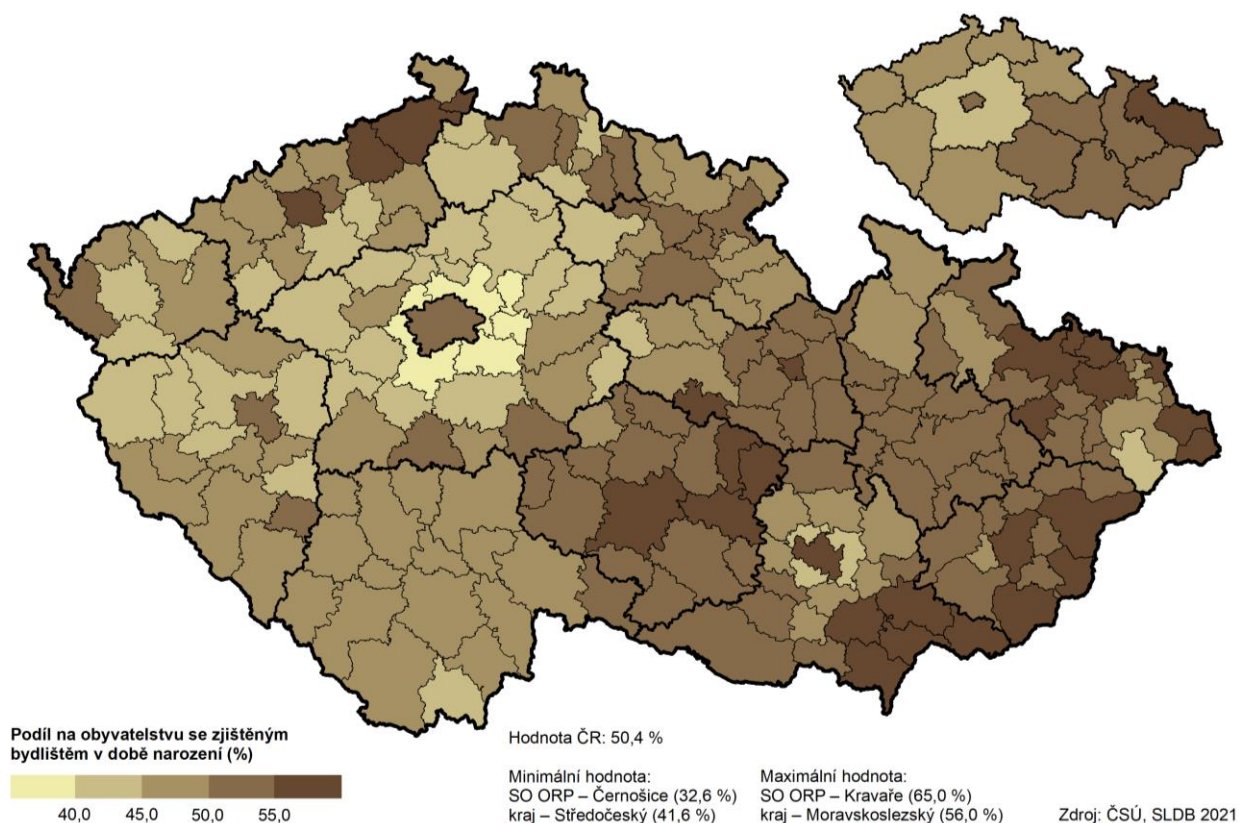 Podíl na obyvatelstvu se zjištěným
bydlištěm v době narození (%)
40,0 45,0 50,0 55,0
Hodnota ČR: 50,4 %
Minimální hodnota:
SO ORP – Černošice (32,6 %)
kraj – Středočeský (41,6 %)
Maximální hodnota:
SO ORP – Kravaře (65,0 %)
kraj – Moravskoslezský (56,0 %)
Zdroj: ČSÚ, SLDB 2021